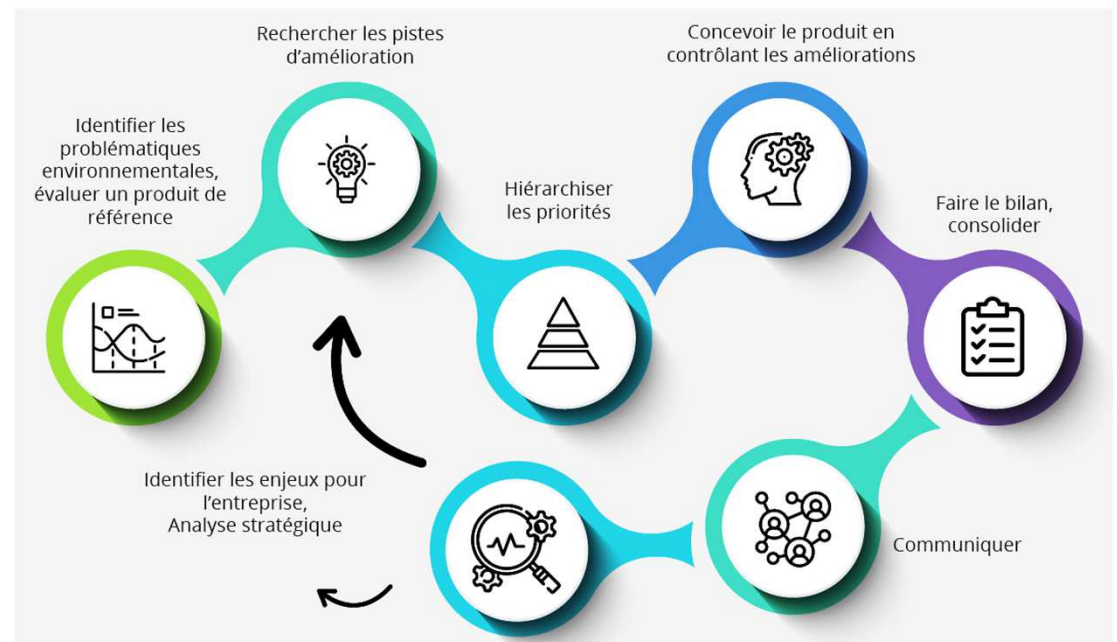 Rechercher les pistes
d’amélioration
Concevoir le produit en
contrôlant les améliorations
Identifier les
problématiques
environnementales,
évaluer un produit de
référence
Hiérarchiser
les priorités
Faire le bilan,
consolider
Identifier les enjeux pour
l’entreprise,
Analyse stratégique
Communiquer